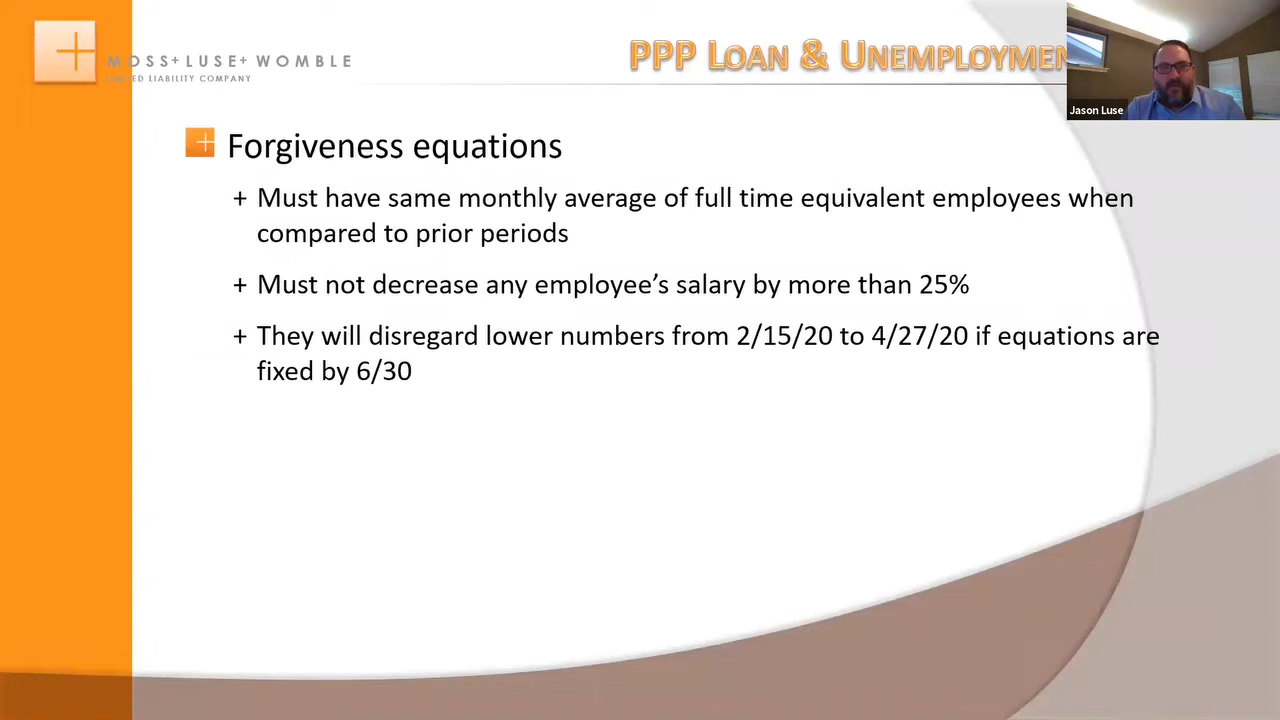 MOSS+LUSE+WOMBLE
LIMITED LIABILITY COMPANY
PPP LOAN & UNEMPLOYMEN
Jason Luse
Forgiveness equations
+ Must have same monthly average of full time equivalent employees when
compared to prior periods
+ Must not decrease any employee’s salary by more than 25%
+ They will disregard lower numbers from 2/15/20 to 4/27/20 if equations are
fixed by 6/30